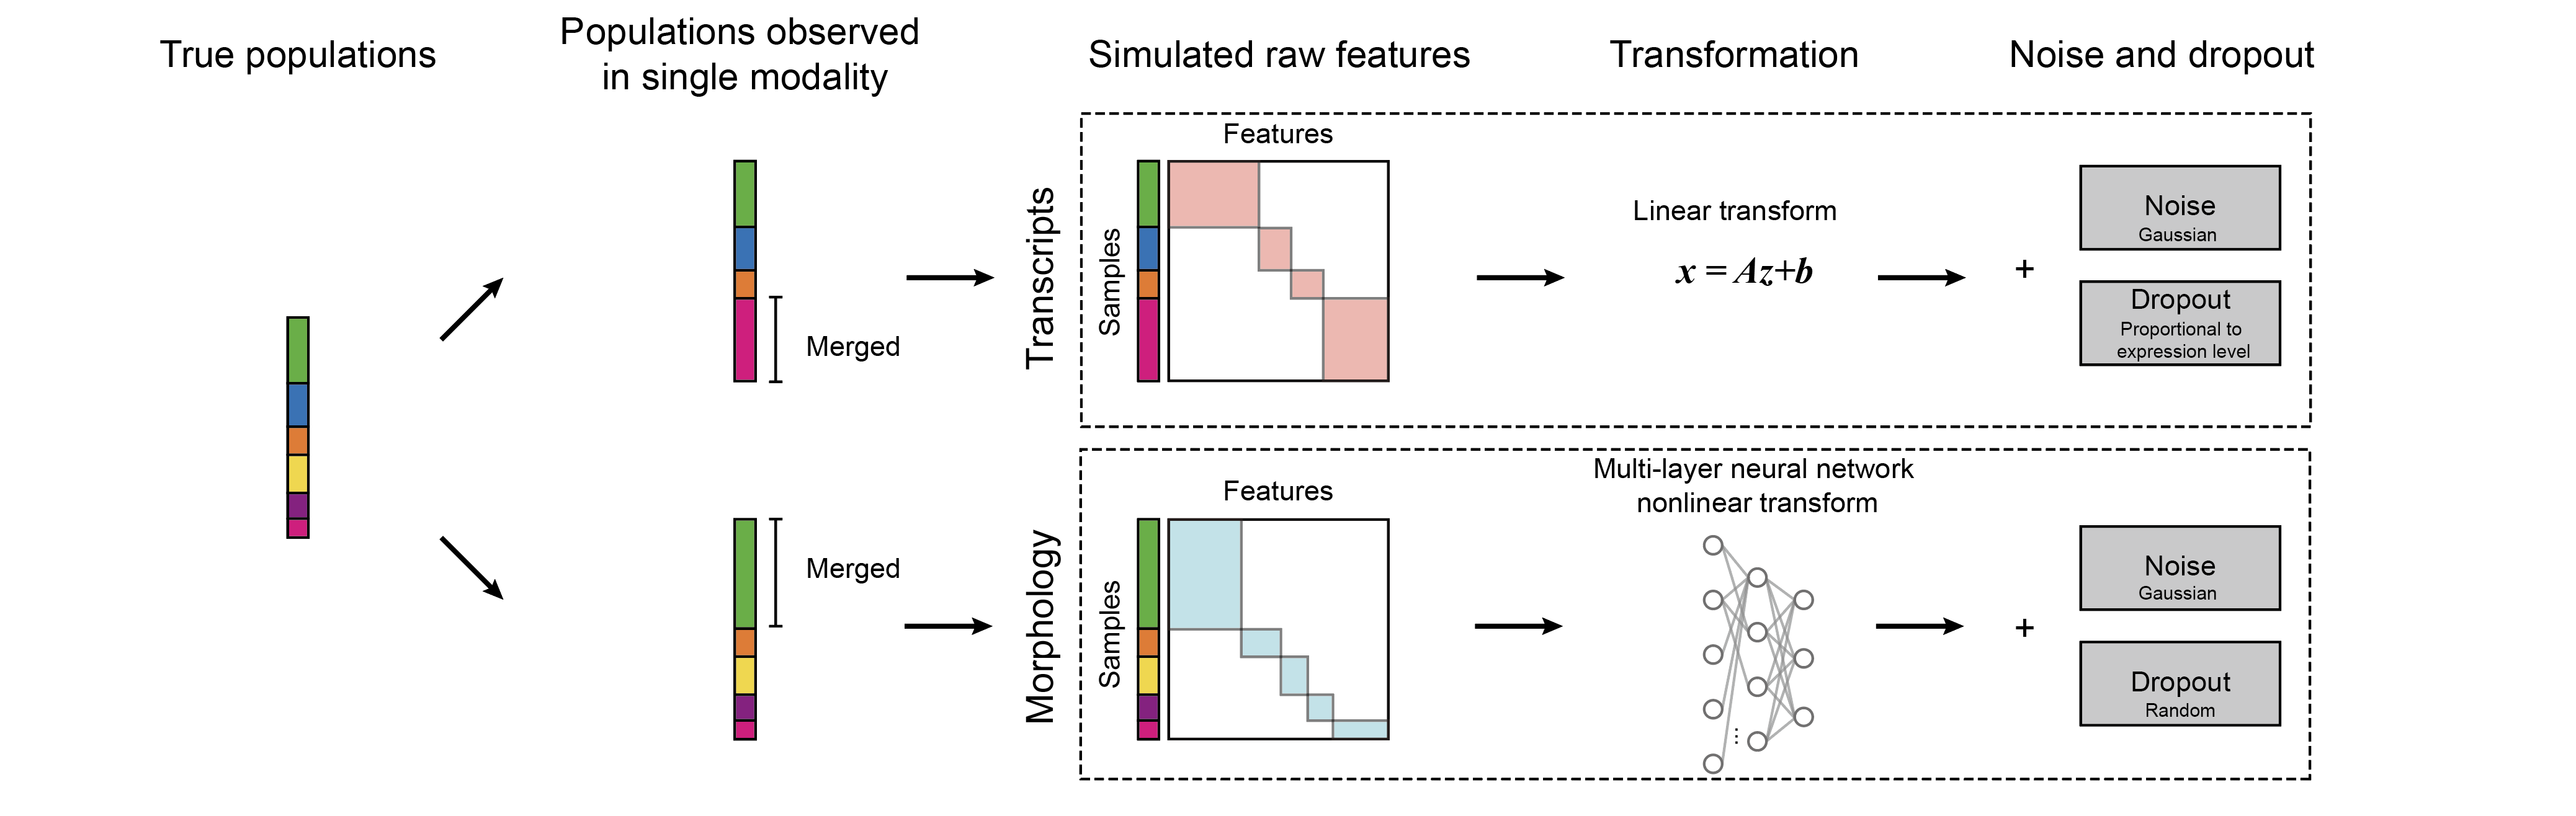 True populations
Populations observed
in single modality
Simulated raw features
Transformation
Noise and dropout
Merged
Transcripts
Samples
Features
Linear transform
x = Az+b
+
Noise
Gaussian
Dropout
Proportional to
expression level
Merged
Morphology
Samples
Features
Multi-layer neural network
nonlinear transform
...
+
Noise
Gaussian
Dropout
Random